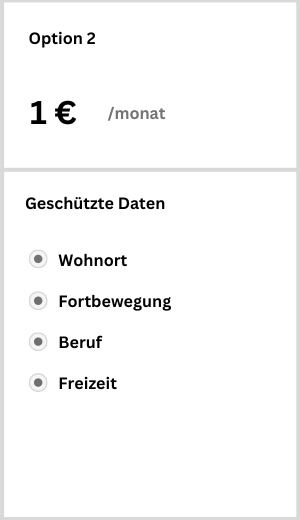 Option 2
1 € /monat
Geschützte Daten
Wohnort
Fortbewegung
Beruf
Freizeit